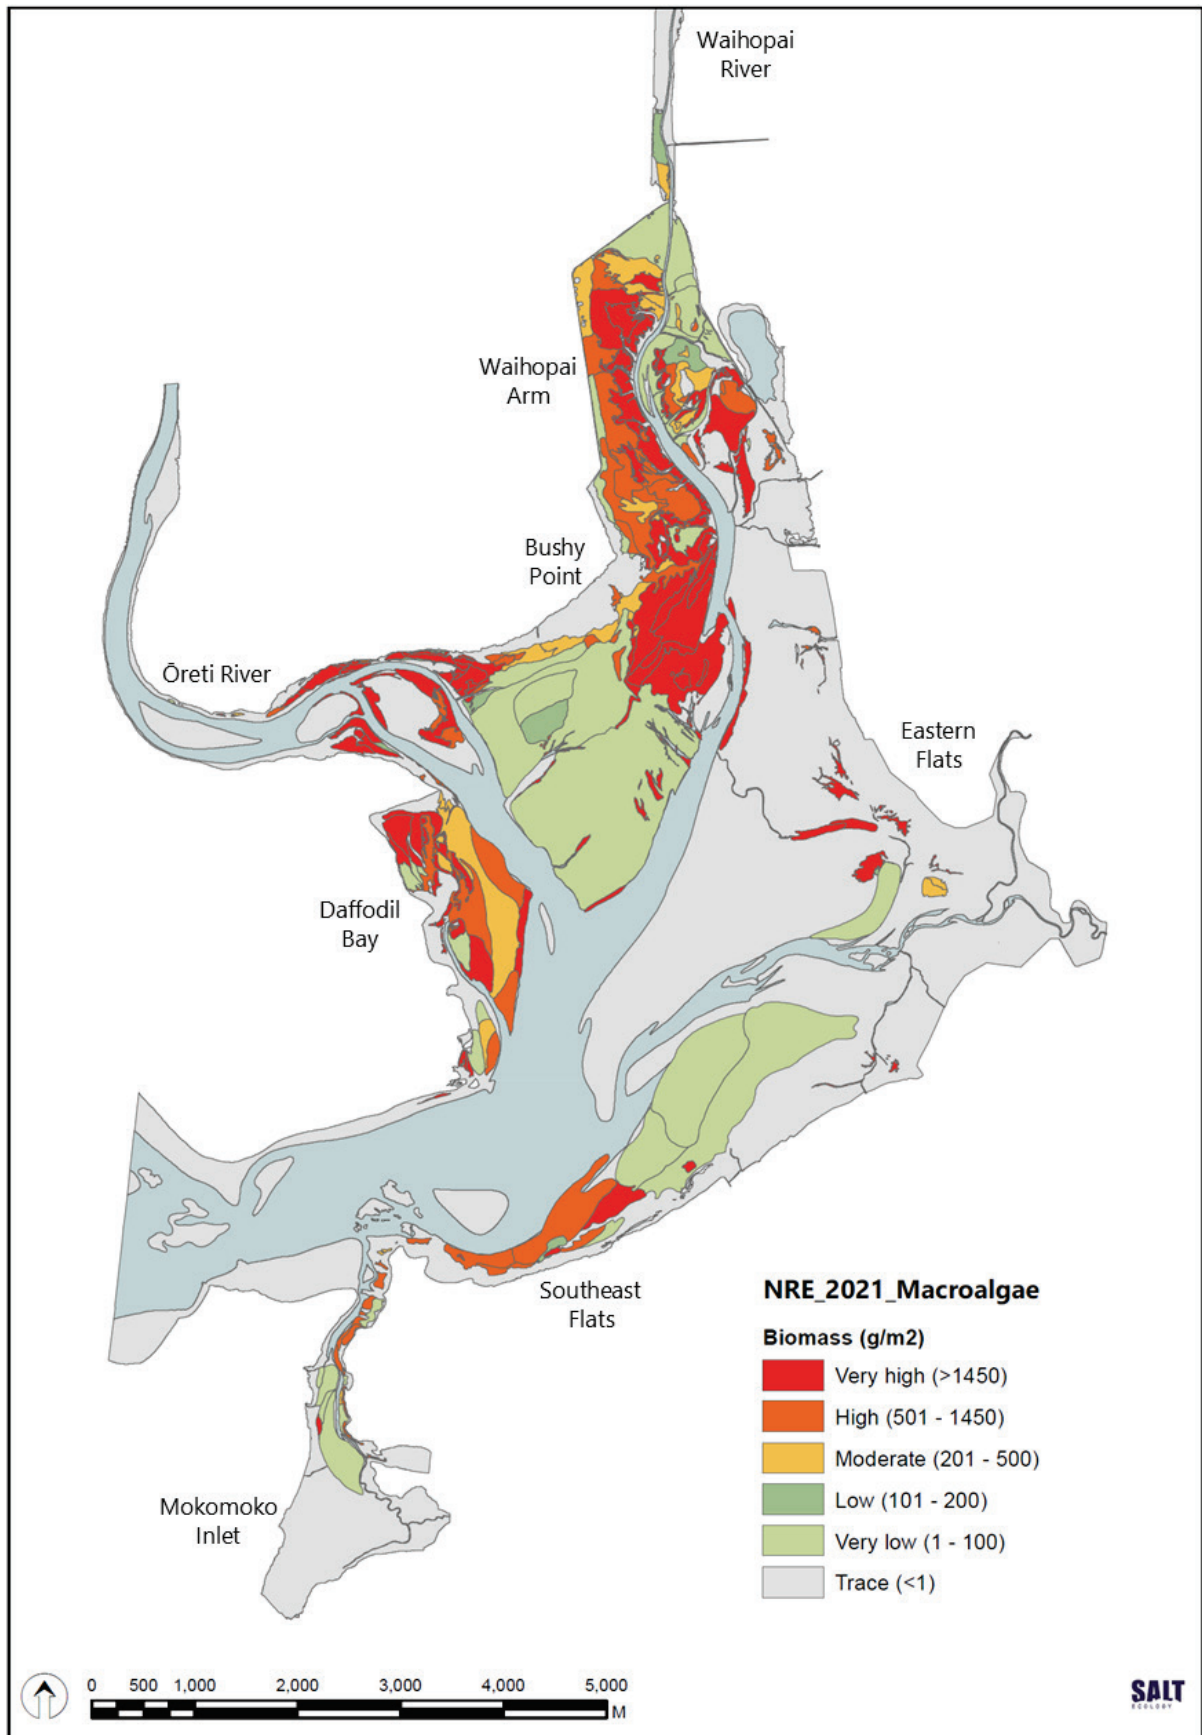 Waihopai
River
Waihopai
Arm
Bushy
Point
Ōreti River
Eastern
Flats
Daffodil
Bay
Southeast
Flats
Mokomoko
Inlet
NRE_2021_Macroalgae
Biomass (g/m2)
Very high (>1450)
High (501 - 1450)
Moderate (201 - 500)
Low (101 - 200)
Very low (1 - 100)
Trace (<1)
0 500 1,000 2,000 3,000 4,000 5,000
M
SALT
ECOLOGY